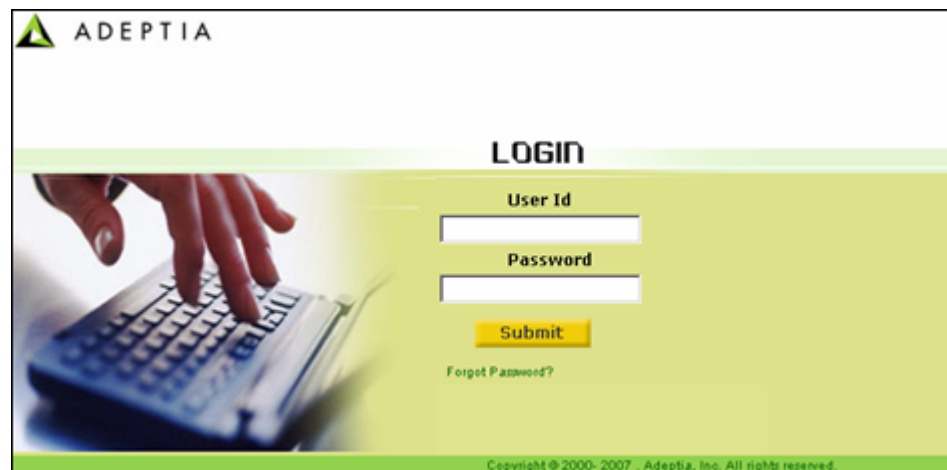 ADEPTIA
LOGIN
User Id
Password
Submit
Forgot Password?
Copyright © 2000- 2007 . Adeptia, Inc. All rights reserved.